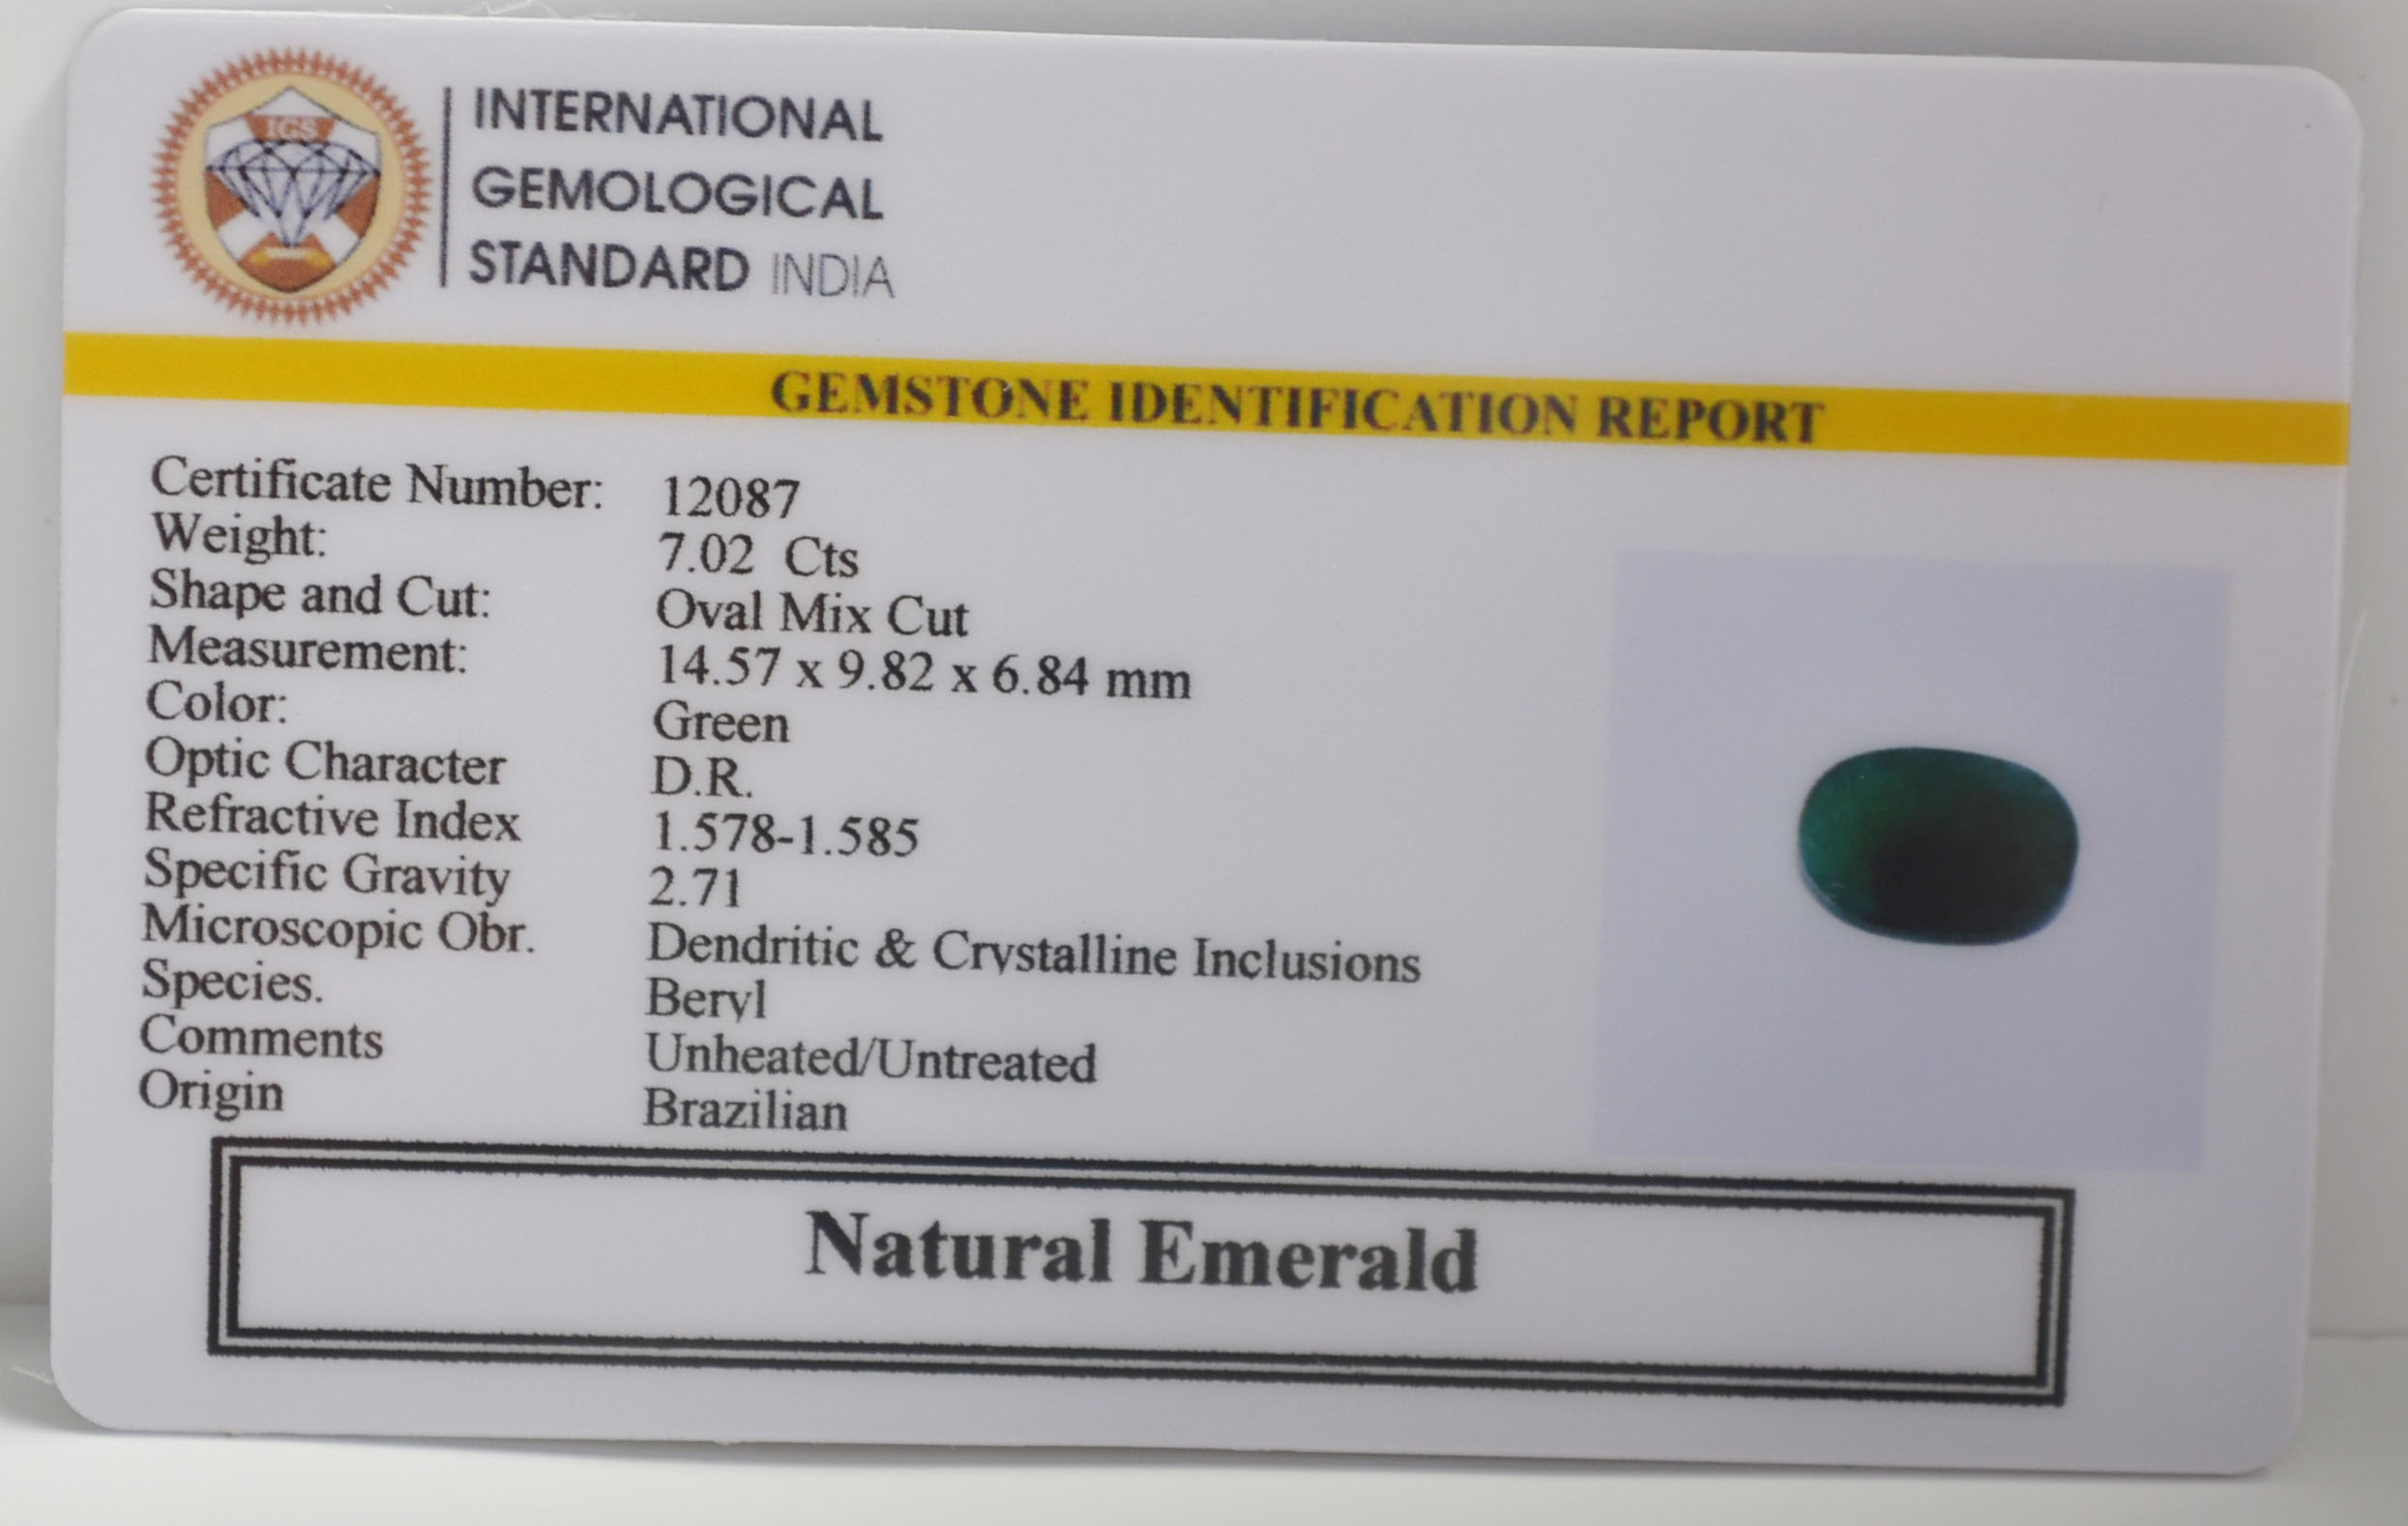 IGS
INTERNATIONAL
GEMOLOGICAL
STANDARD INDIA
GEMSTONE IDENTIFICATION REPORT
Certificate Number: 12087
Weight: 7.02 Cts
Shape and Cut: Oval Mix Cut
Measurement: 14.57 x 9.82 x 6.84 mm
Color: Green
Optic Character D.R.
Refractive Index 1.578-1.585
Specific Gravity 2.71
Microscopic Obr. Dendritic & Crystalline Inclusions
Species. Beryl
Comments Unheated/Untreated
Origin Brazilian
Natural Emerald